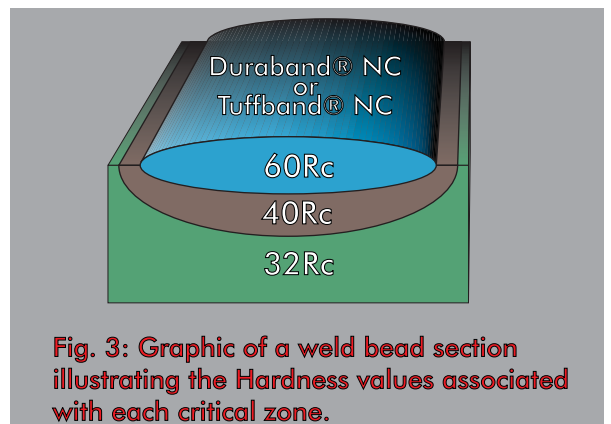 Duraband® NC
or
Tuffband® NC
60Rc
40Rc
32Rc
Fig. 3: Graphic of a weld bead section
illustrating the Hardness values associated
with each critical zone.